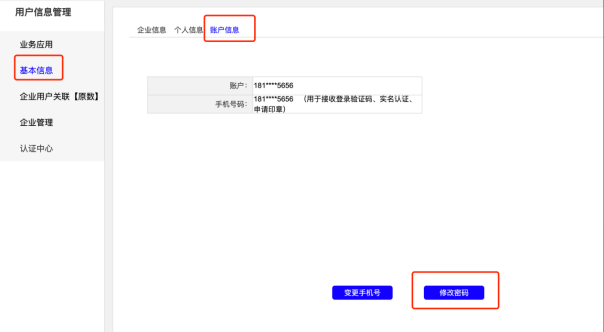 用户信息管理
业务应用
基本信息
企业用户关联【原数】
企业管理
认证中心
企业信息 个人信息 账户信息
账户： 181****5656
手机号码： 181****5656 （用于接收登录验证码、实名认证、
申请印章）
变更手机号 修改密码